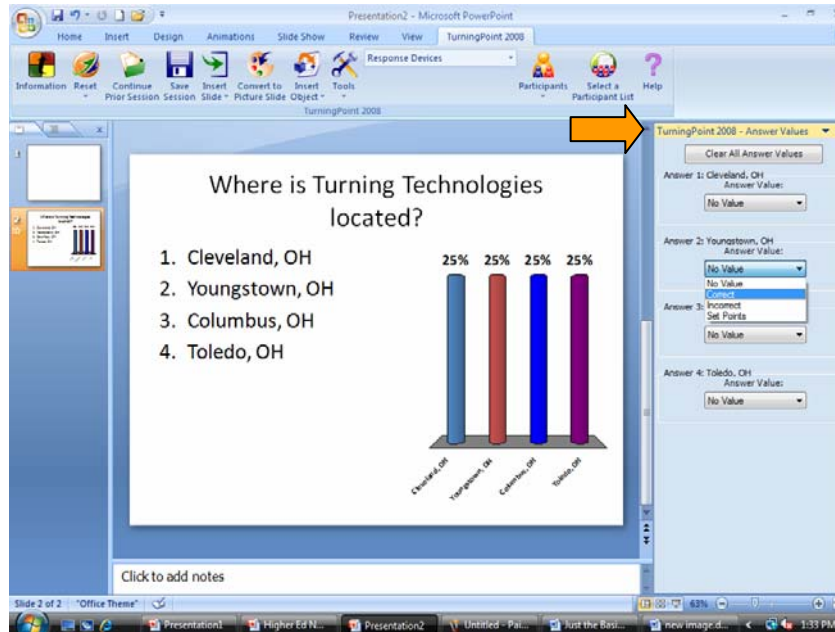 Presentation2 - Microsoft PowerPoint
Home Insert Design Animations Slide Show Review View TurningPoint 2008
Response Devices
Information Reset Continue Prior Session Save Session Insert Slide Convert to Picture Slide Insert Object Tools Participants Select a Participant List Help
TurningPoint 2008
TurningPoint 2008 - Answer Values
Clear All Answer Values
Answer 1: Cleveland, OH
Answer Value:
No Value
Answer 2: Youngstown, OH
Answer Value:
No Value
No Value
Correct
Incorrect
Set Points
Answer 3:
No Value
Answer 4: Toledo, OH
Answer Value:
No Value
Where is Turning Technologies
located?
1. Cleveland, OH
2. Youngstown, OH
3. Columbus, OH
4. Toledo, OH
25% 25% 25% 25%
Cleveland, OH Youngstown, OH Columbus, OH Toledo, OH
Click to add notes
Slide 2 of 2 "Office Theme" 63%
Presentation1 Higher Ed N... Presentation2 Untitled - Pai... Just the Basi... new image.d... 1:33 PM